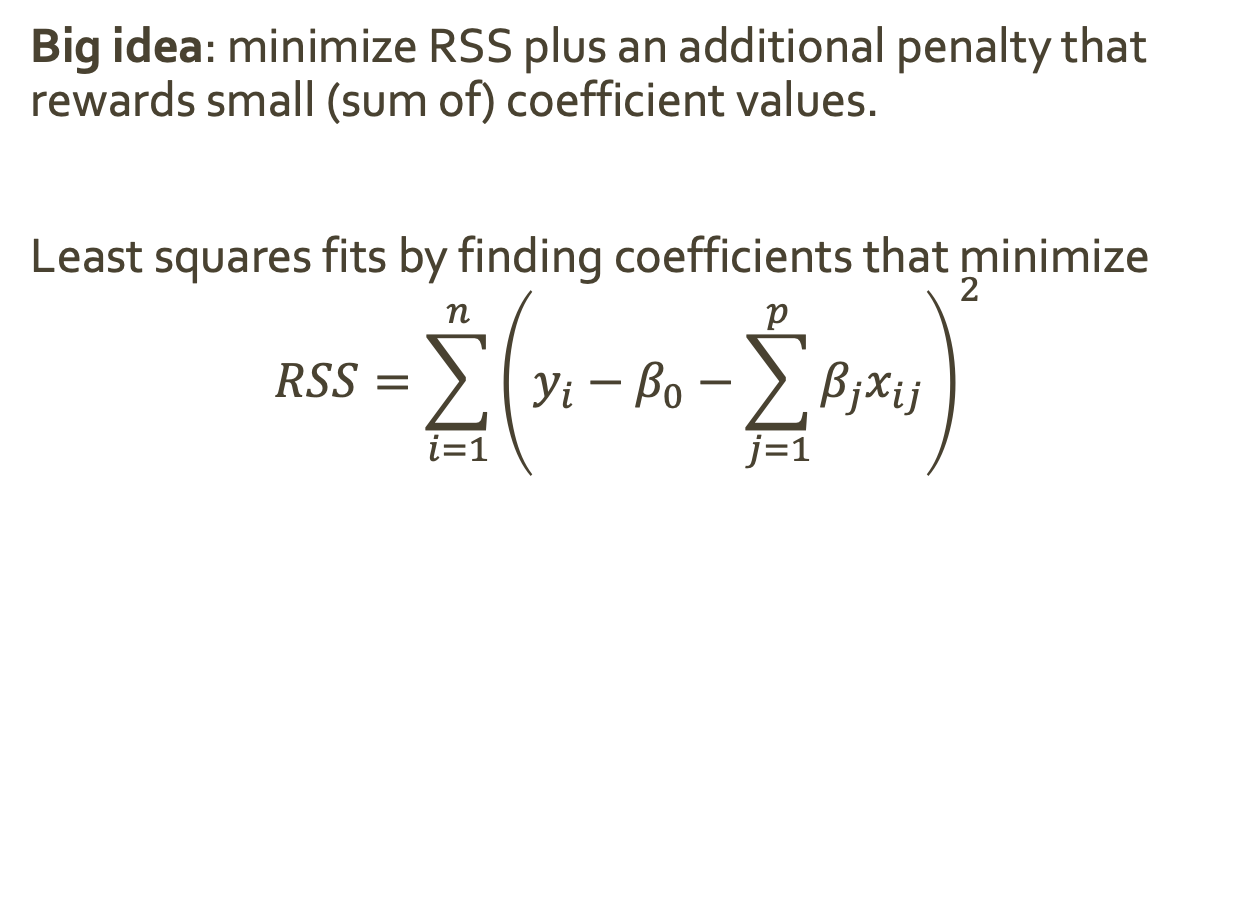 Big idea: minimize RSS plus an additional penalty that
rewards small (sum of) coefficient values.
Least squares fits by finding coefficients that minimize
RSS = ∑_{i=1}^{n} ( y_i − β_0 − ∑_{j=1}^{p} β_j x_{ij} )^2